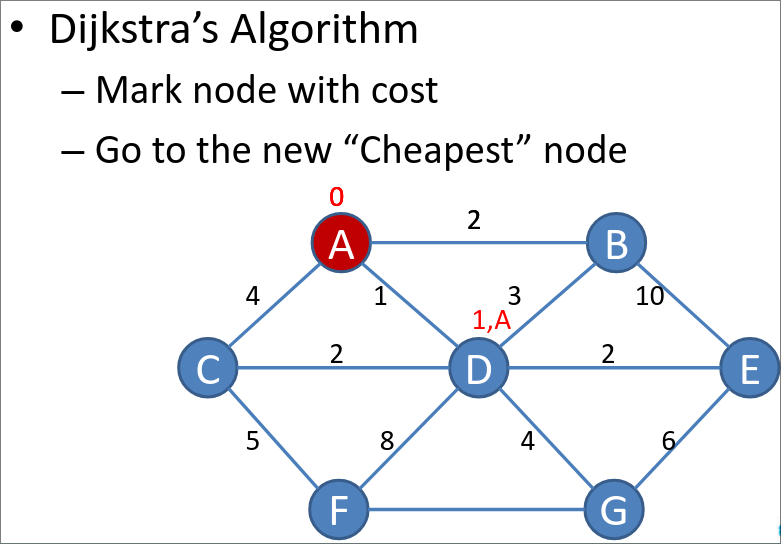 • Dijkstra's Algorithm
– Mark node with cost
– Go to the new “Cheapest” node
0
2
A
B
4
1
3
10
1,A
2
2
C
D
E
5
8
4
6
F
G